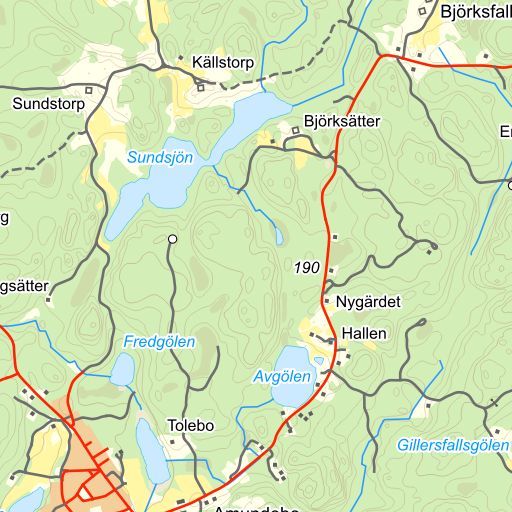 Björksfall
Källstorp
Sundstorp
Björksätter
Sundsjön
190
Nygärdet
Hallen
Fredgölen
Avgölen
Tolebo
Gillersfallsgölen